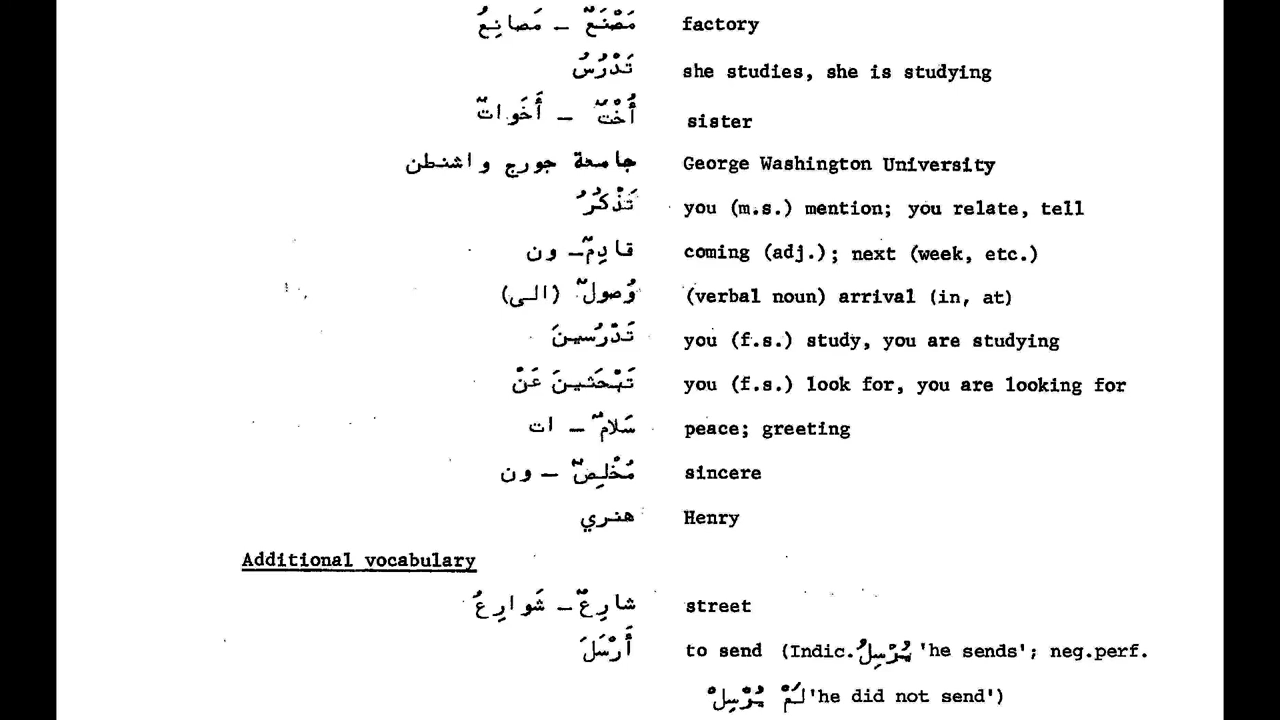 مَصْنَعٌ – مَصانِعُ factory
تَدْرُسُ she studies, she is studying
أُخْتٌ – أَخَواتٌ sister
جامعة جورج واشنطن George Washington University
تَذْكُرُ you (m.s.) mention; you relate, tell
قادِمٌ – ون coming (adj.); next (week, etc.)
وُصولٌ (الى) (verbal noun) arrival (in, at)
تَدْرُسينَ you (f.s.) study, you are studying
تَبْحَثينَ عَنْ you (f.s.) look for, you are looking for
سَلامٌ – ات peace; greeting
مُخْلِصٌ – ون sincere
هنري Henry
Additional vocabulary
شارِعٌ – شَوارِعُ street
أَرْسَلَ to send (Indic. يُرْسِلُ 'he sends'; neg.perf.
لَمْ يُرْسِلْ 'he did not send')